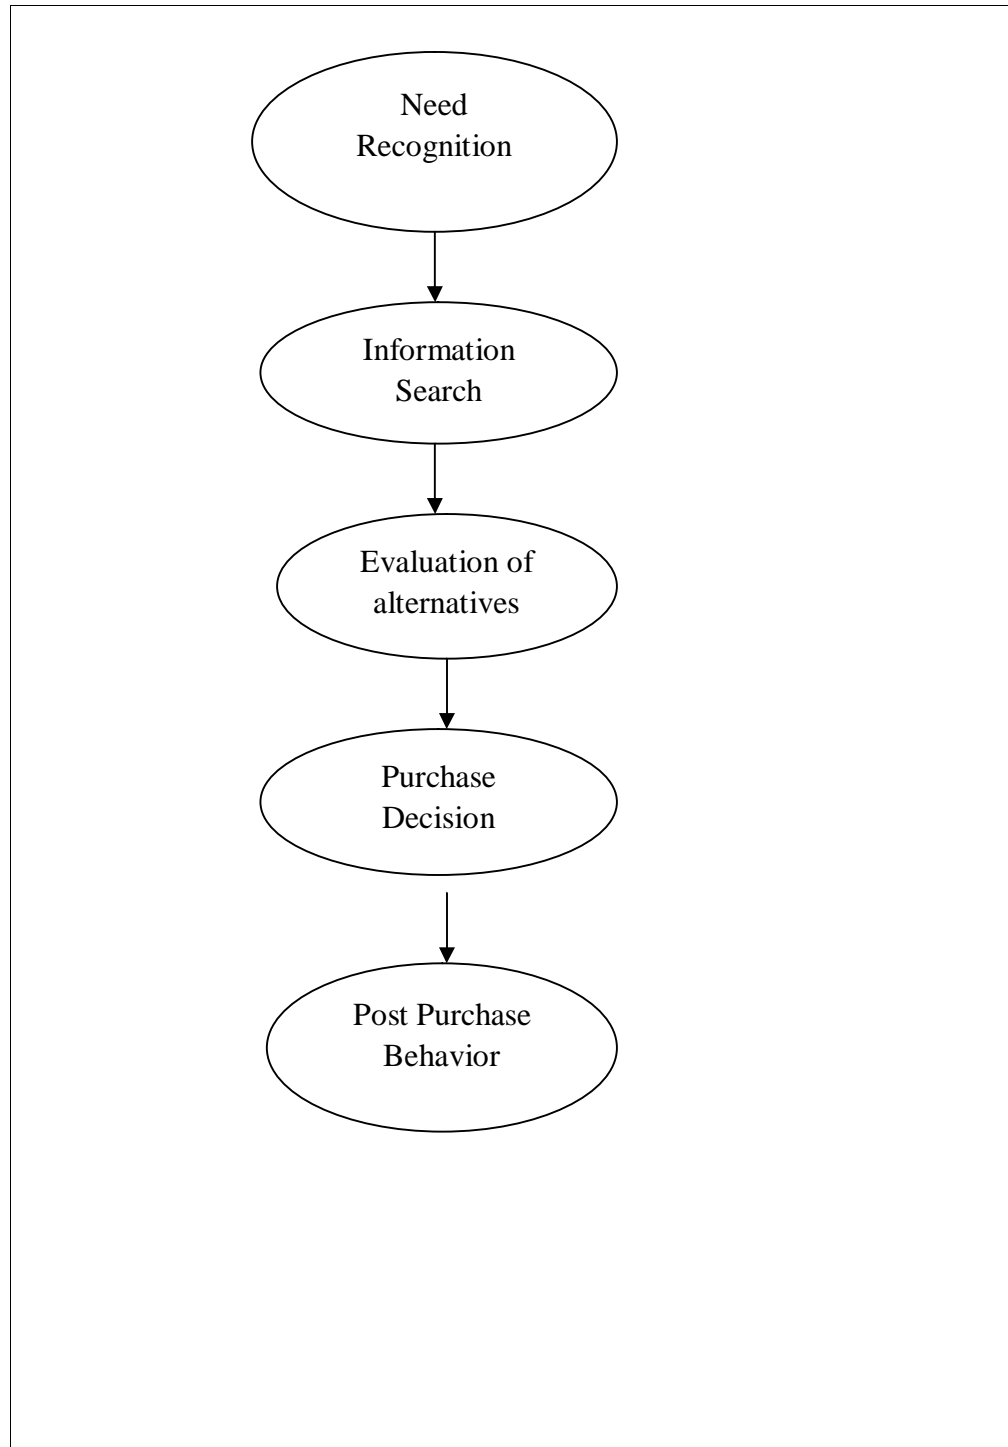 Need
Recognition
Information
Search
Evaluation of
alternatives
Purchase
Decision
Post Purchase
Behavior